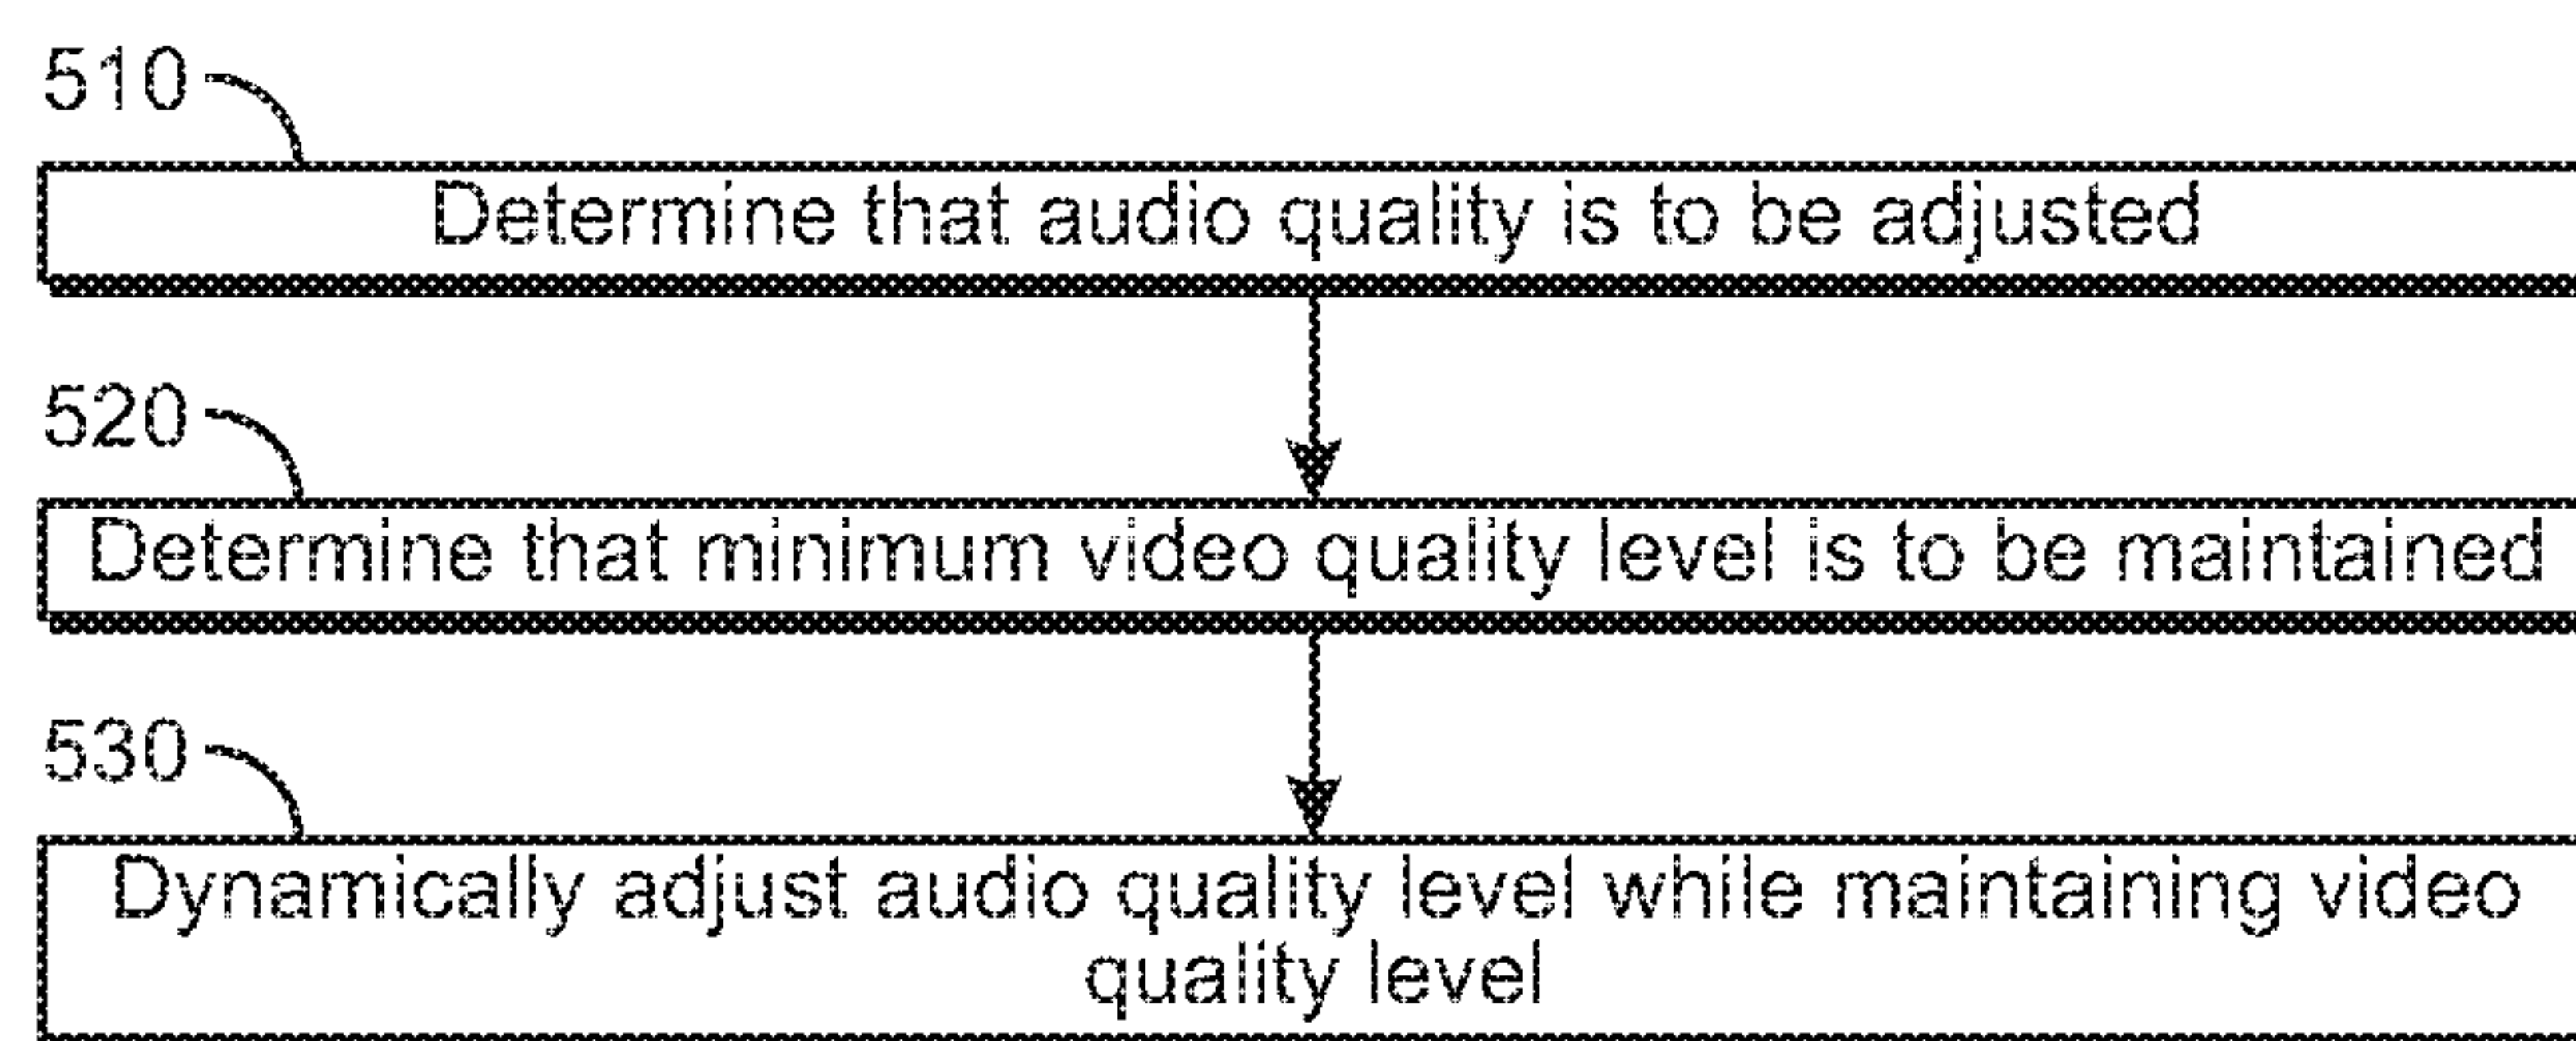 510
Determine that audio quality is to be adjusted
520
Determine that minimum video quality level is to be maintained
530
Dynamically adjust audio quality level while maintaining video
quality level